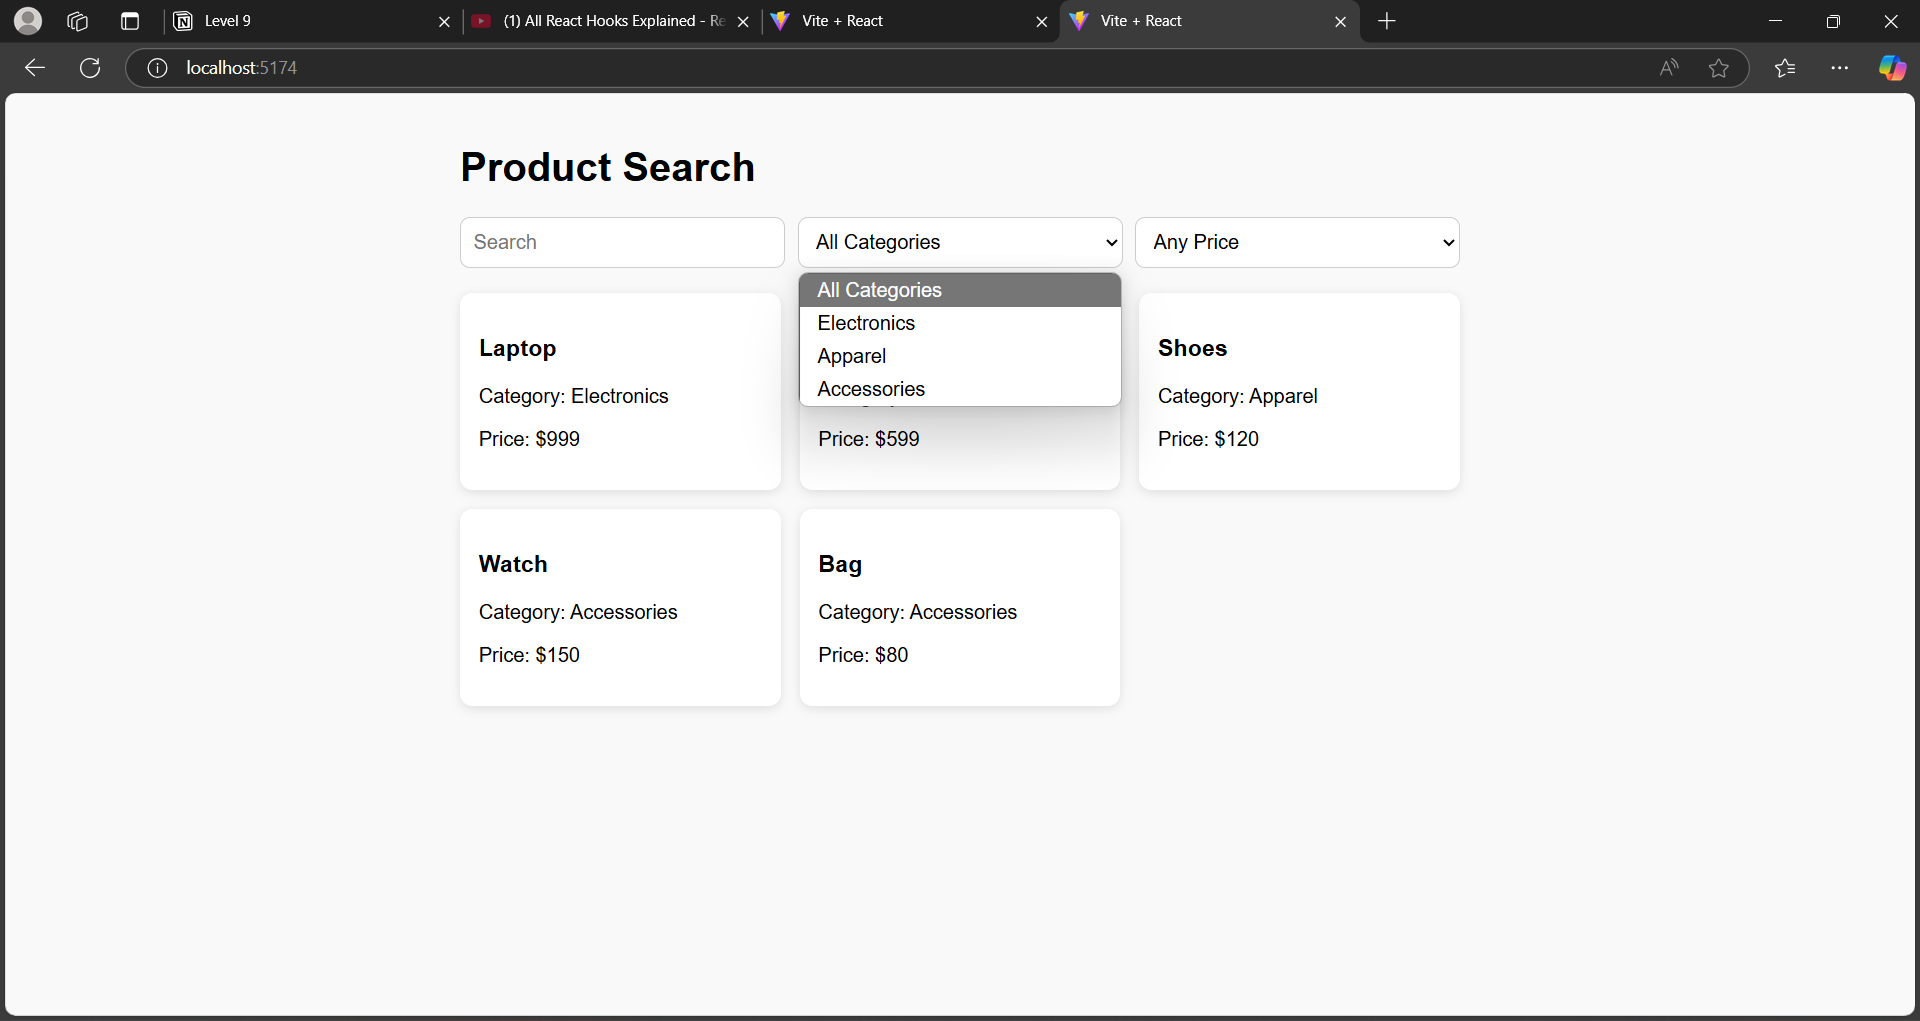 Level 9
(1) All React Hooks Explained - Re
Vite + React
Vite + React
localhost:5174
Product Search
Search
All Categories
Any Price
All Categories
Electronics
Apparel
Accessories
Laptop
Category: Electronics
Price: $999
Price: $599
Shoes
Category: Apparel
Price: $120
Watch
Category: Accessories
Price: $150
Bag
Category: Accessories
Price: $80